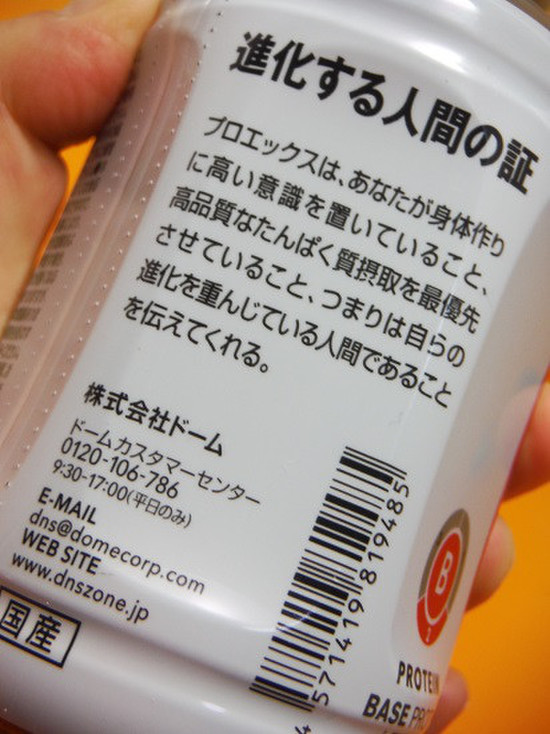 進化する人間の証
プロエックスは、あなたが身体作り
に高い意識を置いていること、
高品質なたんぱく質摂取を最優先
させていること、つまりは自らの
進化を重んじている人間であること
を伝えてくれる。
株式会社ドーム
ドームカスタマーセンター
0120-106-786
9:30-17:00(平日のみ)
E-MAIL
dns@domecorp.com
WEB SITE
www.dnszone.jp
国産
4571419819485
B
PROTEIN
BASE